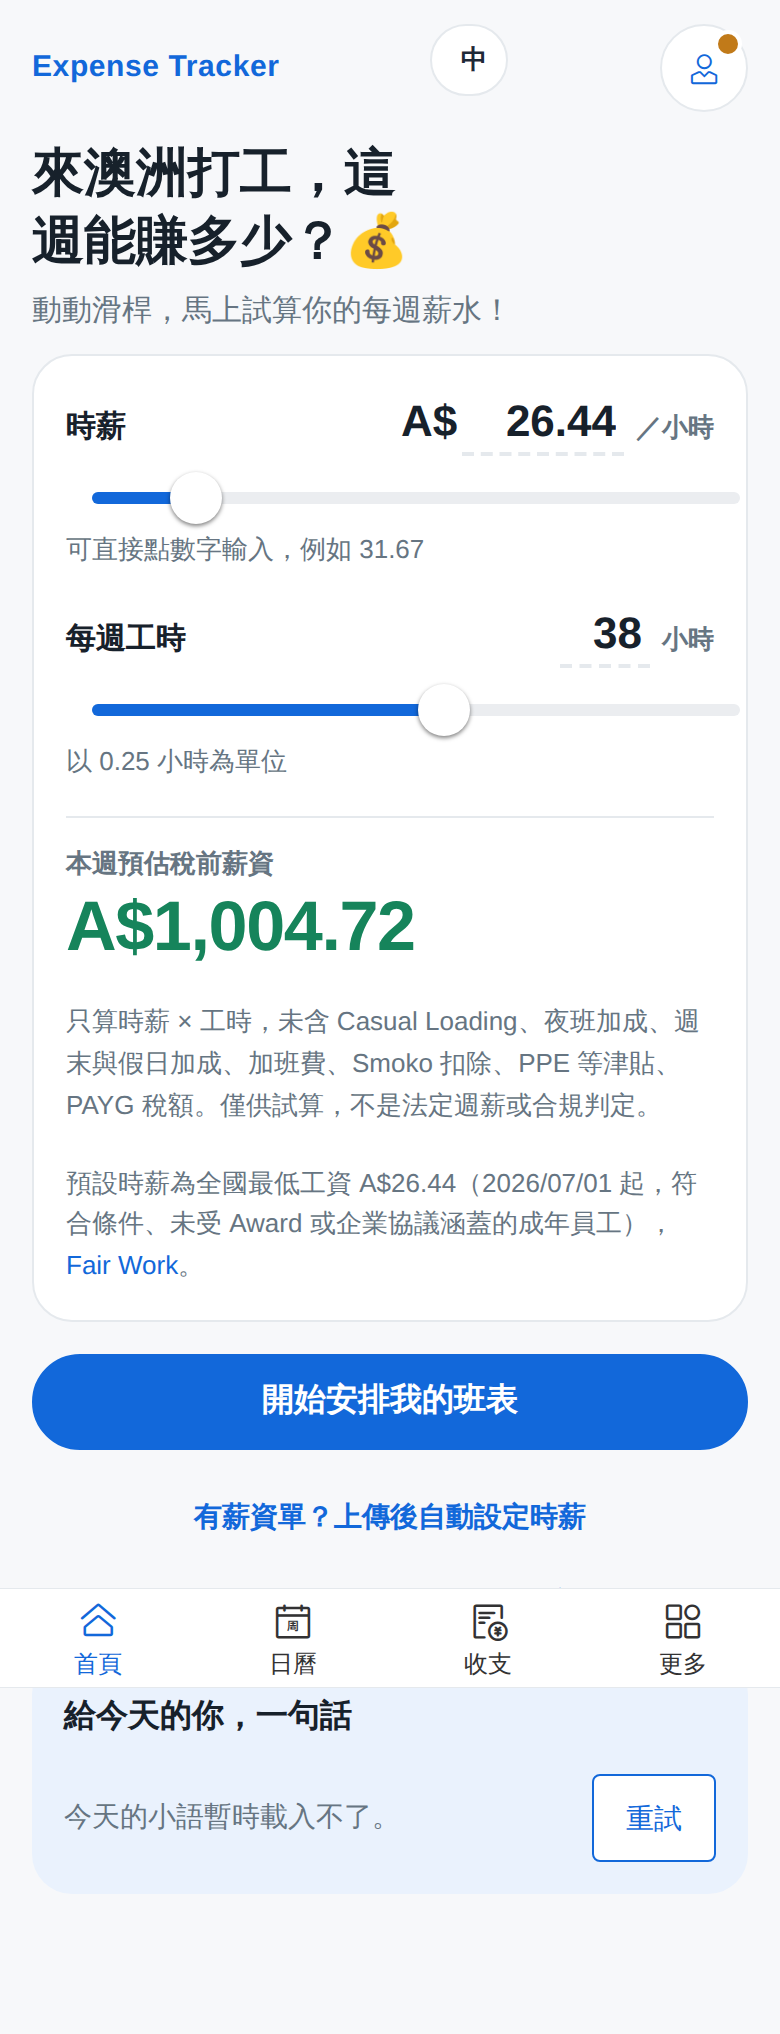 Expense Tracker
中
來澳洲打工，這
週能賺多少？💰
動動滑桿，馬上試算你的每週薪水！
時薪 A$ 26.44 ／小時
可直接點數字輸入，例如 31.67
每週工時 38 小時
以 0.25 小時為單位
本週預估稅前薪資
A$1,004.72
只算時薪 × 工時，未含 Casual Loading、夜班加成、週
末與假日加成、加班費、Smoko 扣除、PPE 等津貼、
PAYG 稅額。僅供試算，不是法定週薪或合規判定。
預設時薪為全國最低工資 A$26.44（2026/07/01 起，符
合條件、未受 Award 或企業協議涵蓋的成年員工），
Fair Work。
開始安排我的班表
有薪資單？上傳後自動設定時薪
周
¥
首頁 日曆 收支 更多
給今天的你，一句話
今天的小語暫時載入不了。 重試